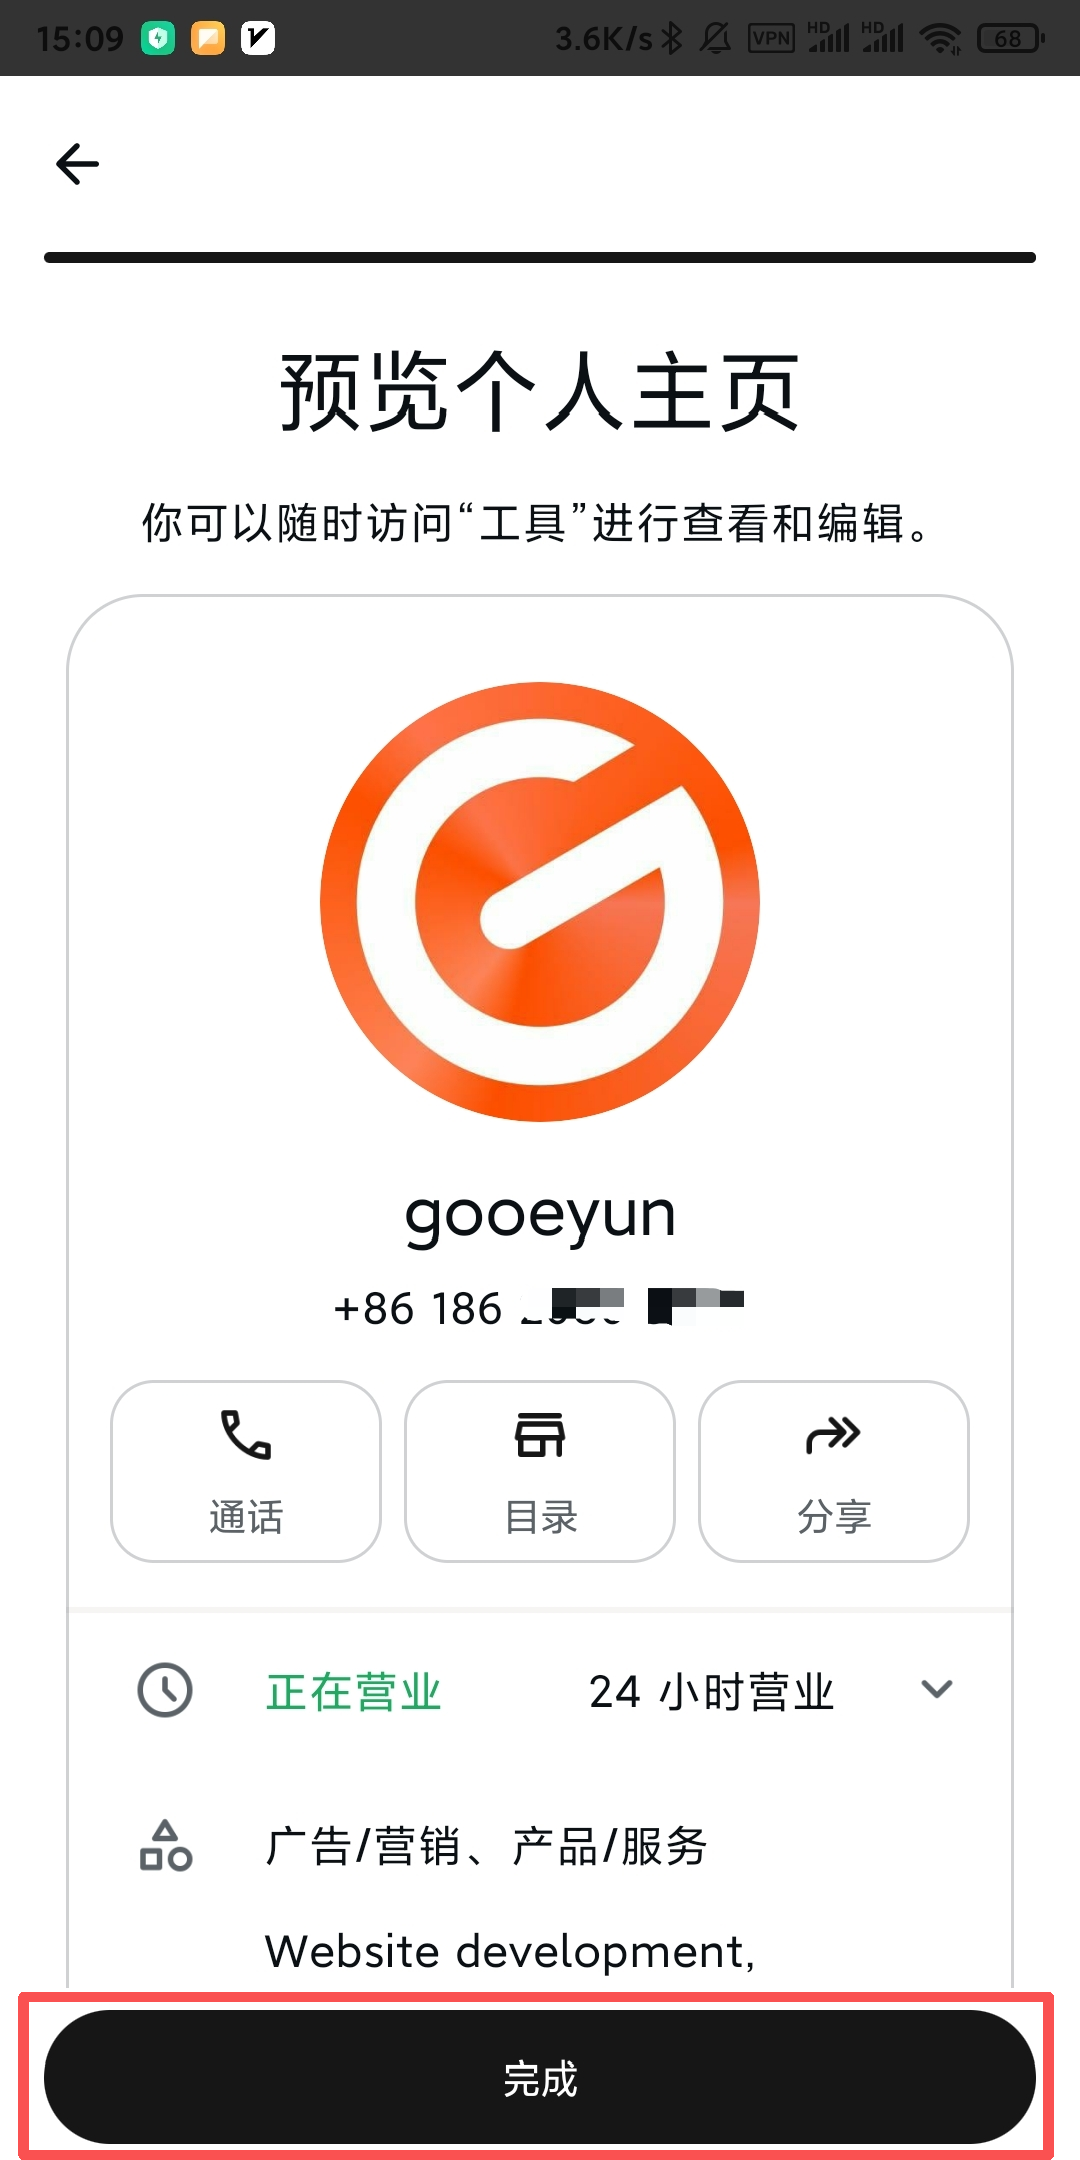 15:09
3.6K/s VPN HD HD 68
预览个人主页
你可以随时访问“工具”进行查看和编辑。
gooeyun
+86 186
通话 目录 分享
正在营业 24 小时营业
广告/营销、产品/服务
Website development,
完成